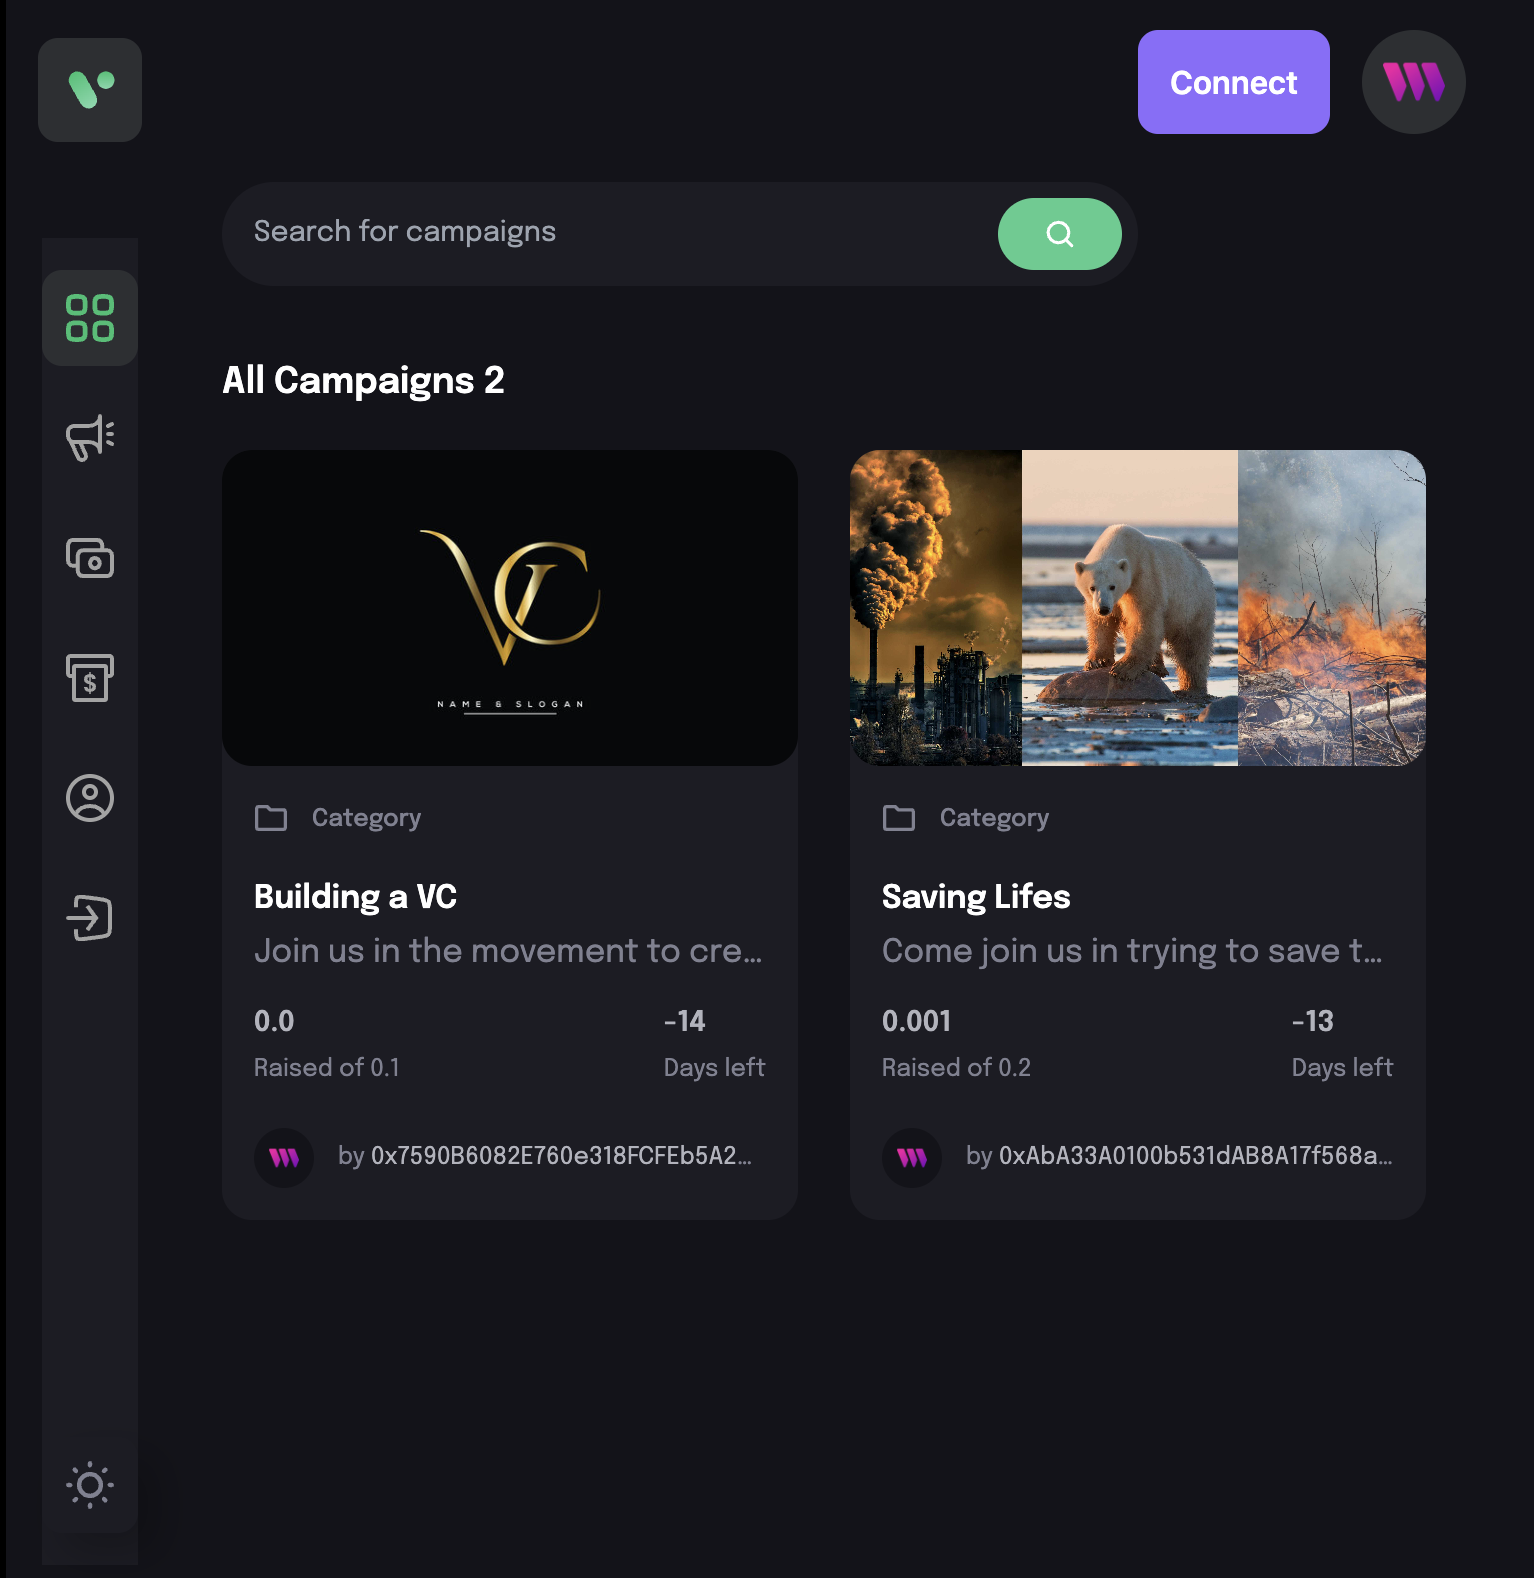 Connect
Search for campaigns
All Campaigns 2
VC
NAME & SLOGAN
Category
Building a VC
Join us in the movement to cre...
0.0
-14
Raised of 0.1
Days left
by 0x7590B6082E760e318FCFEb5A2...
Category
Saving Lifes
Come join us in trying to save t...
0.001
-13
Raised of 0.2
Days left
by 0xAbA33A0100b531dAB8A17f568a...